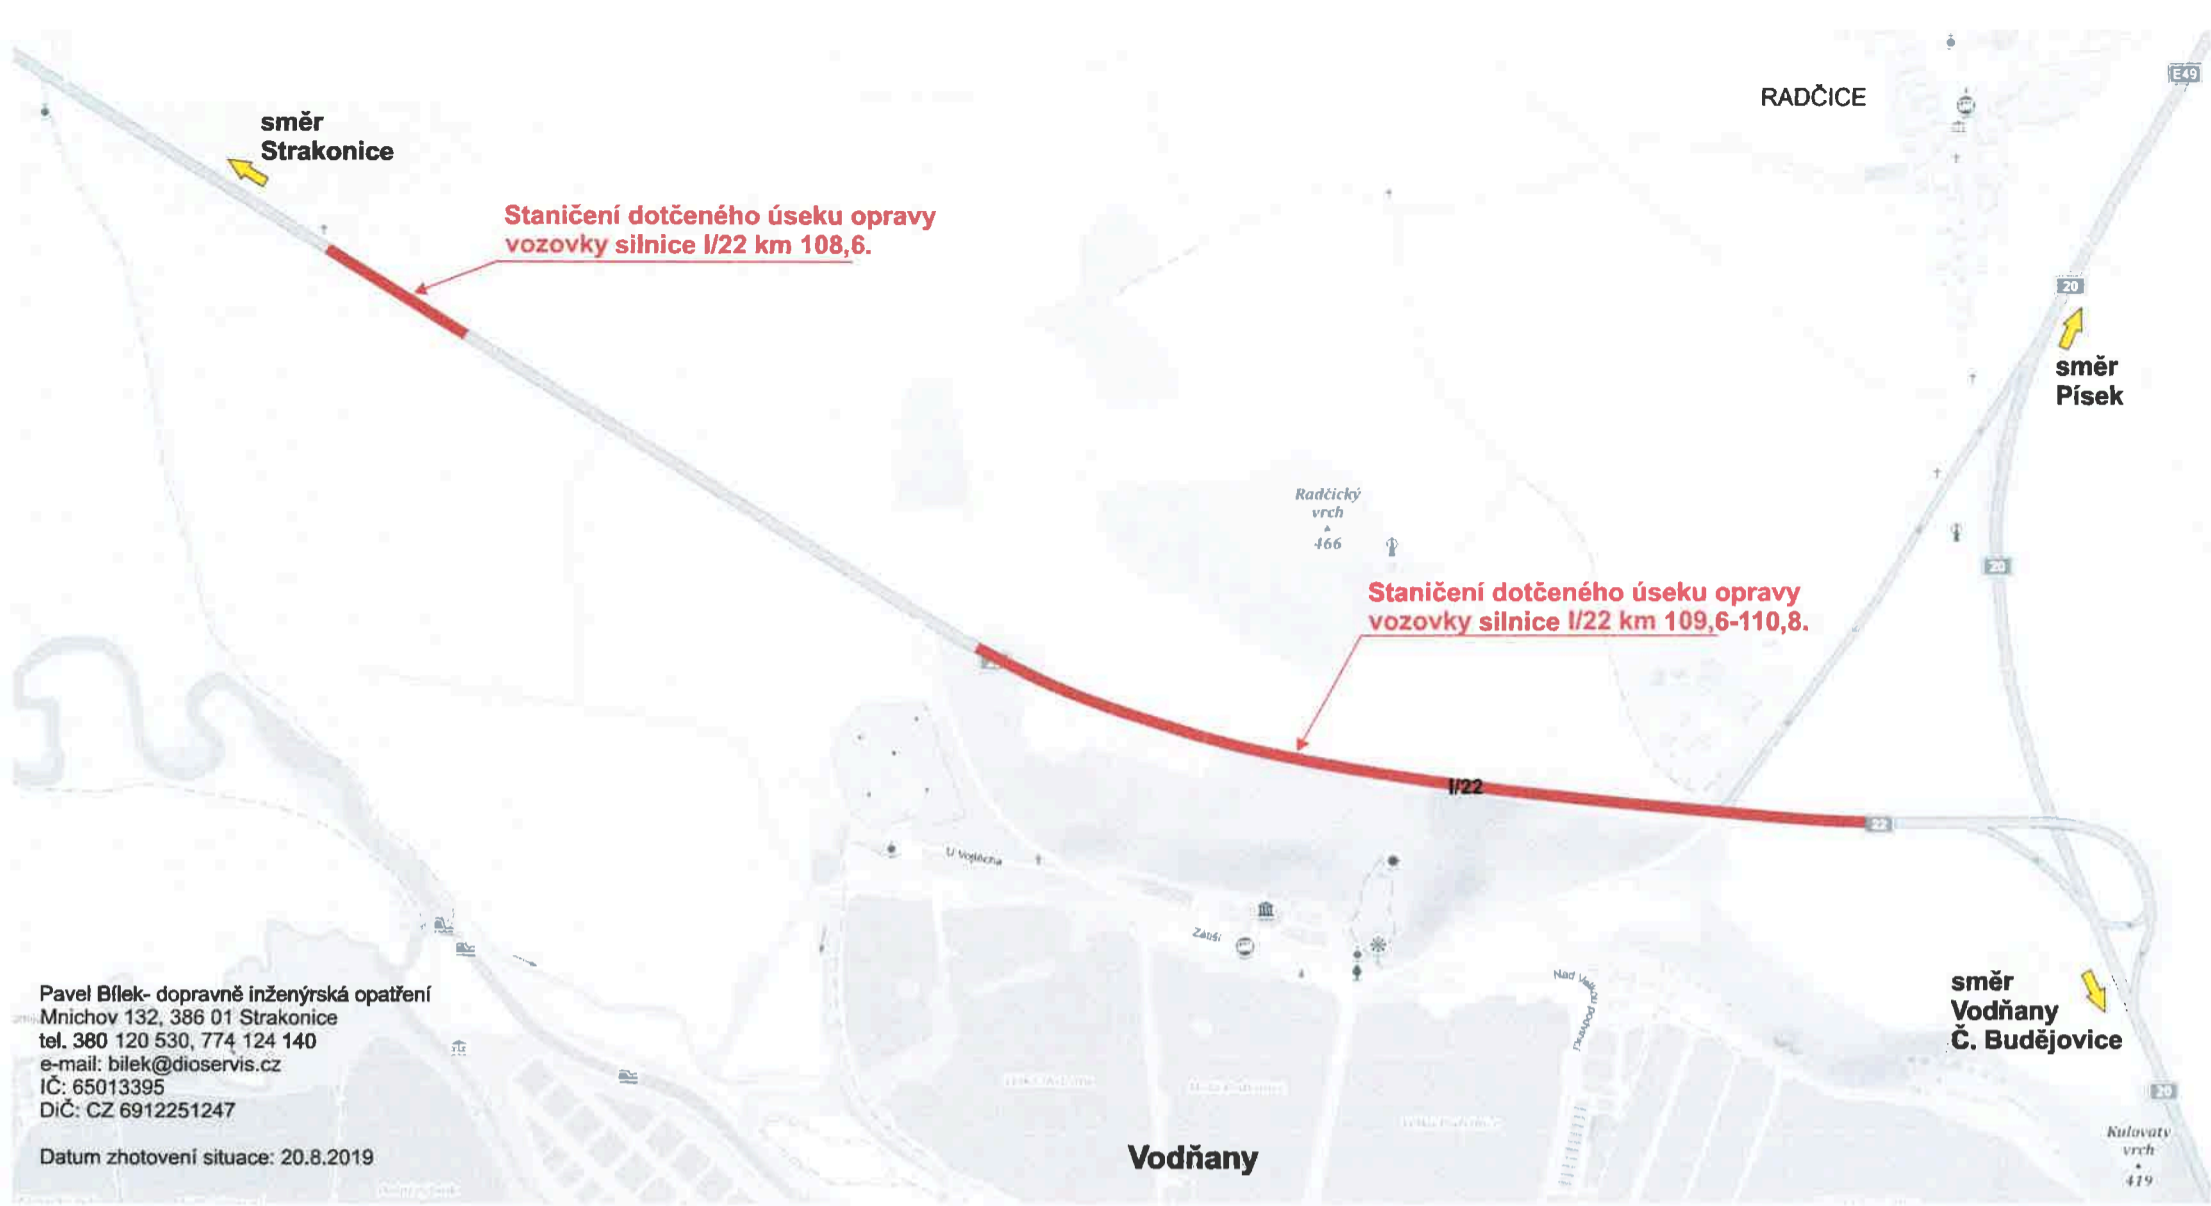 RADČICE
E49
směr
Strakonice
Staničení dotčeného úseku opravy
vozovky silnice I/22 km 108,6.
20
směr
Písek
Radčický
vrch
466
20
Staničení dotčeného úseku opravy
vozovky silnice I/22 km 109,6-110,8.
I/22
22
U Vojtěcha
Zátiší
Nad
směr
Vodňany
Č. Budějovice
Pavel Bílek- dopravně inženýrská opatření
Mnichov 132, 386 01 Strakonice
tel. 380 120 530, 774 124 140
e-mail: bilek@dioservis.cz
IČ: 65013395
DiČ: CZ 6912251247
Datum zhotovení situace: 20.8.2019
Vodňany
20
Kulovatý
vrch
419